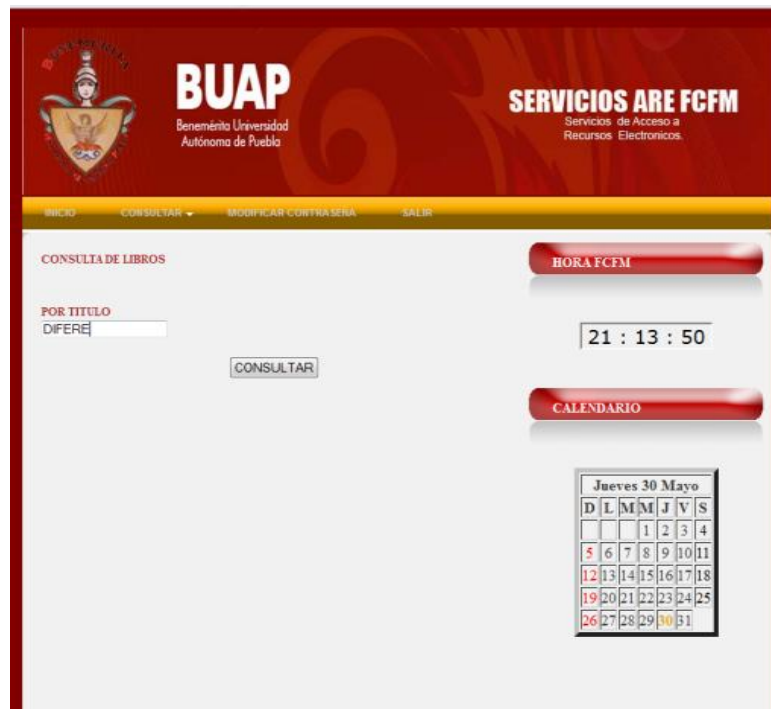 BUAP
Benemérita Universidad
Autónoma de Puebla
SERVICIOS ARE FCFM
Servicios de Acceso a
Recursos Electronicos.
INICIO CONSULTAR MODIFICAR CONTRASEÑA SALIR
CONSULTA DE LIBROS
POR TITULO
DIFERE
CONSULTAR
HORA FCFM
21 : 13 : 50
CALENDARIO
Jueves 30 Mayo
D L M M J V S
1 2 3 4
5 6 7 8 9 10 11
12 13 14 15 16 17 18
19 20 21 22 23 24 25
26 27 28 29 30 31